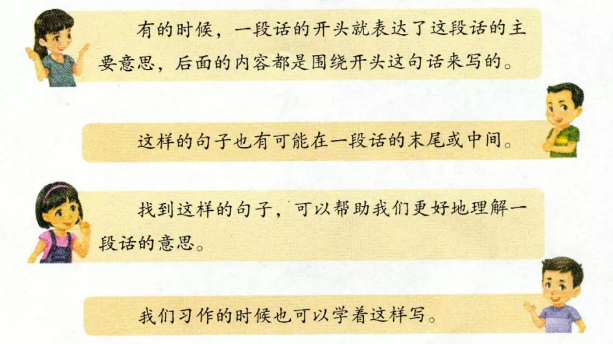 有的时候，一段话的开头就表达了这段话的主
要意思，后面的内容都是围绕开头这句话来写的。
这样的句子也有可能在一段话的末尾或中间。
找到这样的句子，可以帮助我们更好地理解一
段话的意思。
我们习作的时候也可以学着这样写。